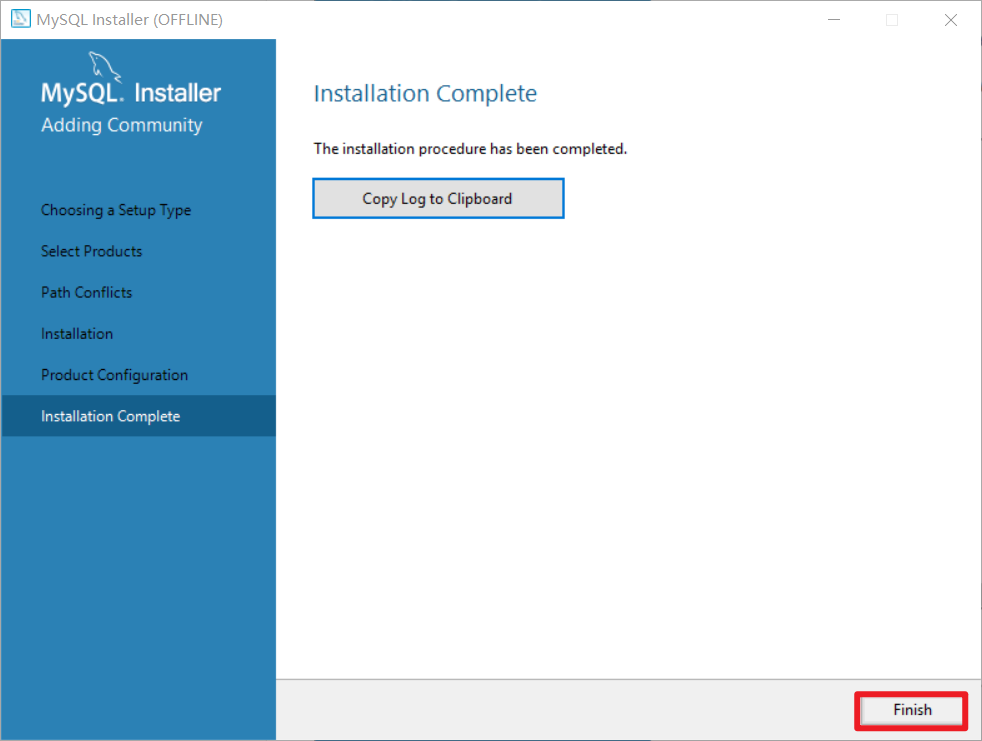 MySQL Installer (OFFLINE)
MySQL. Installer
Adding Community
Choosing a Setup Type
Select Products
Path Conflicts
Installation
Product Configuration
Installation Complete
Installation Complete
The installation procedure has been completed.
Copy Log to Clipboard
Finish